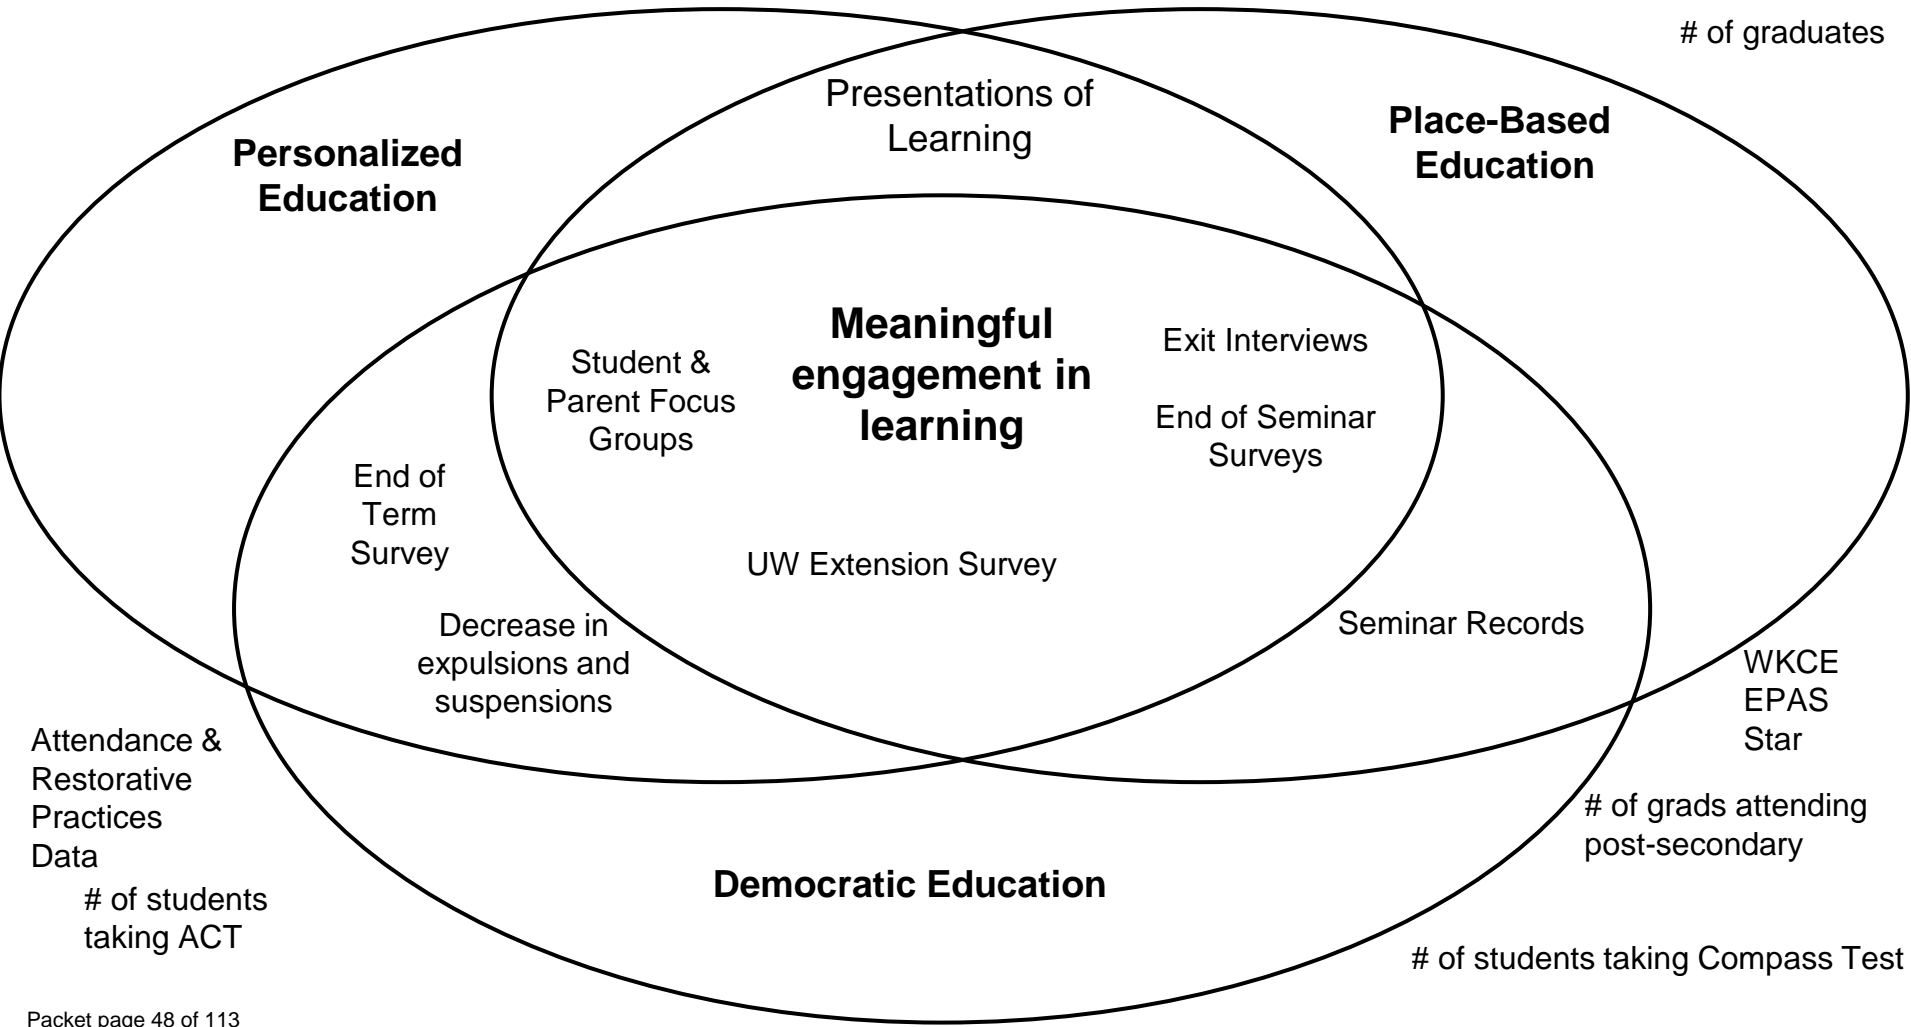 # of graduates
Presentations of
Learning
Place-Based
Education
Personalized
Education
Meaningful
engagement in
learning
Exit Interviews
Student &
Parent Focus
Groups
End of Seminar
Surveys
End of
Term
Survey
UW Extension Survey
Decrease in
expulsions and
suspensions
Seminar Records
WKCE
EPAS
Star
Attendance &
Restorative
Practices
Data
# of grads attending
post-secondary
Democratic Education
# of students
taking ACT
# of students taking Compass Test
Packet page 48 of 113